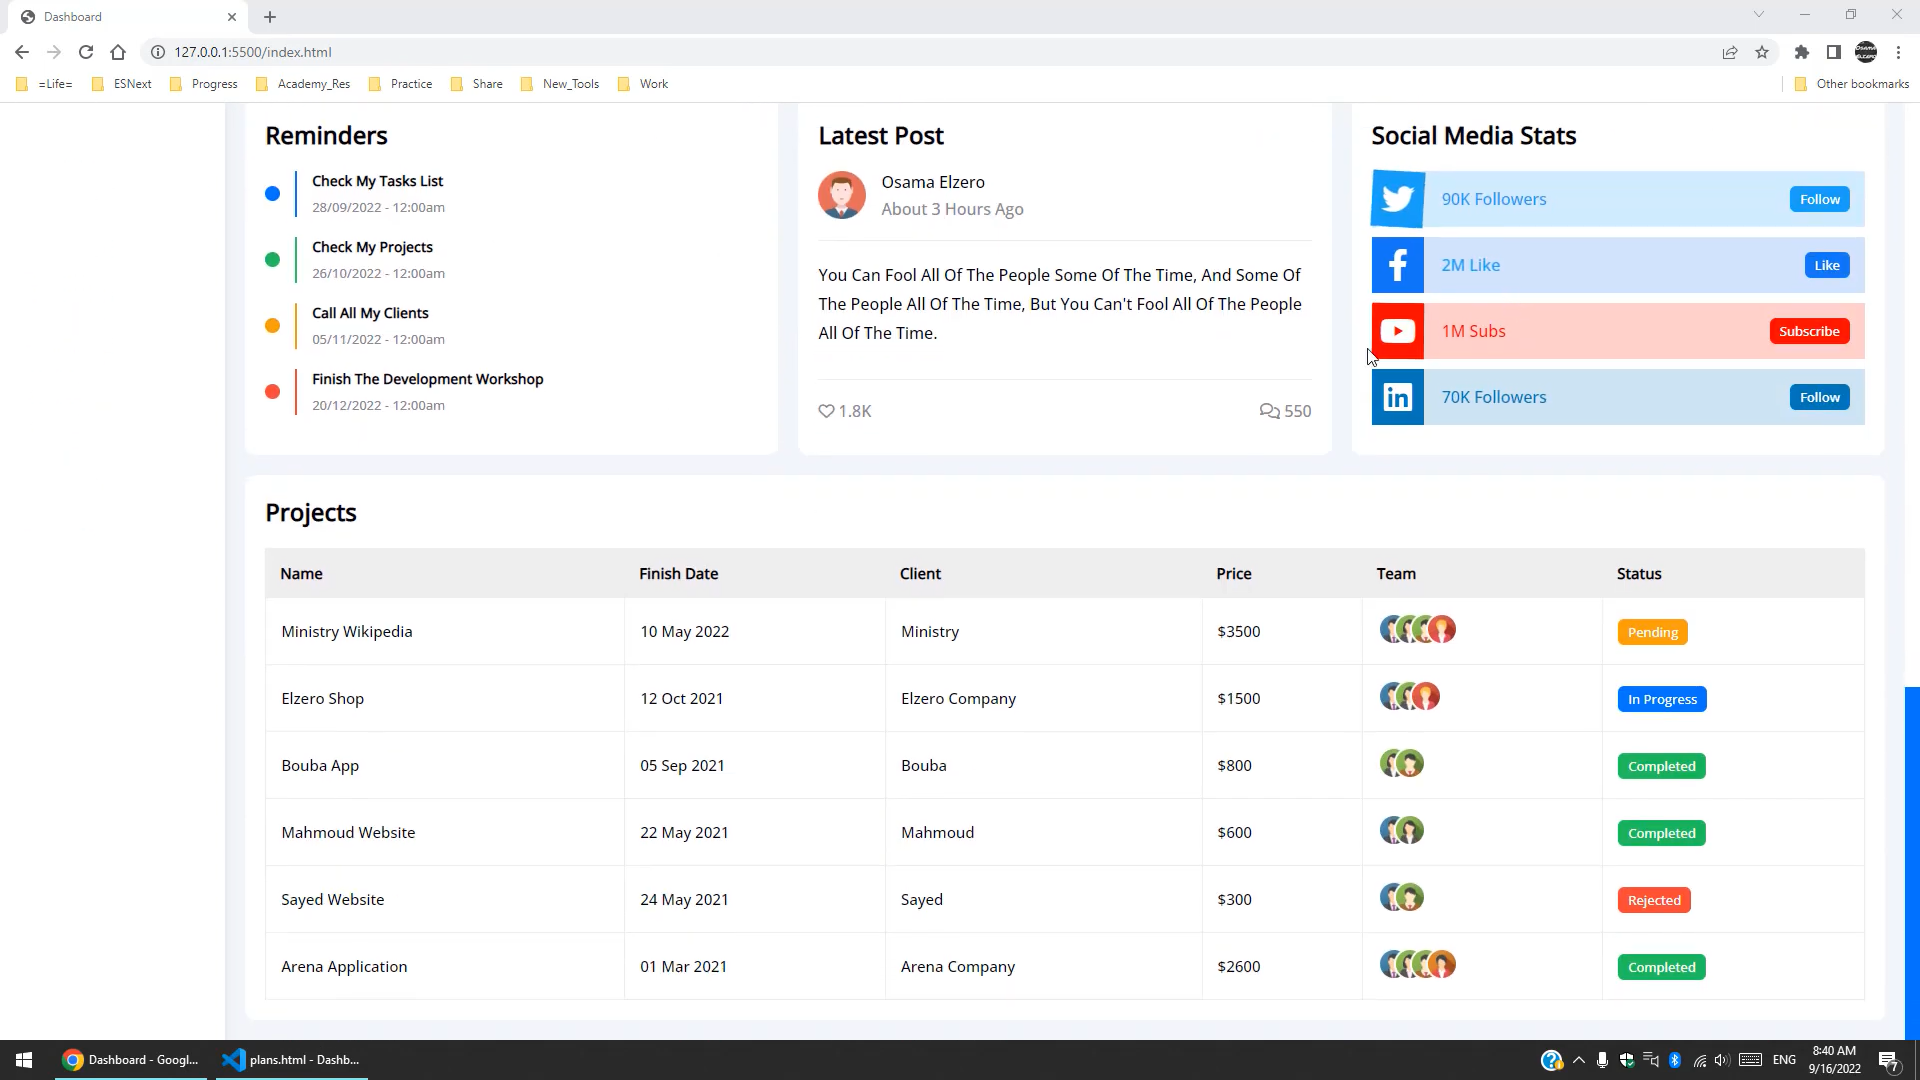 Dashboard
127.0.0.1:5500/index.html
=Life= ESNext Progress Academy_Res Practice Share New_Tools Work Other bookmarks
Reminders
Check My Tasks List
28/09/2022 - 12:00am
Check My Projects
26/10/2022 - 12:00am
Call All My Clients
05/11/2022 - 12:00am
Finish The Development Workshop
20/12/2022 - 12:00am
Latest Post
Osama Elzero
About 3 Hours Ago
You Can Fool All Of The People Some Of The Time, And Some Of
The People All Of The Time, But You Can't Fool All Of The People
All Of The Time.
1.8K 550
Social Media Stats
90K Followers Follow
2M Like Like
1M Subs Subscribe
70K Followers Follow
Projects
Name Finish Date Client Price Team Status
Ministry Wikipedia 10 May 2022 Ministry $3500 Pending
Elzero Shop 12 Oct 2021 Elzero Company $1500 In Progress
Bouba App 05 Sep 2021 Bouba $800 Completed
Mahmoud Website 22 May 2021 Mahmoud $600 Completed
Sayed Website 24 May 2021 Sayed $300 Rejected
Arena Application 01 Mar 2021 Arena Company $2600 Completed
Dashboard - Googl... plans.html - Dashb... ENG 8:40 AM
9/16/2022
7